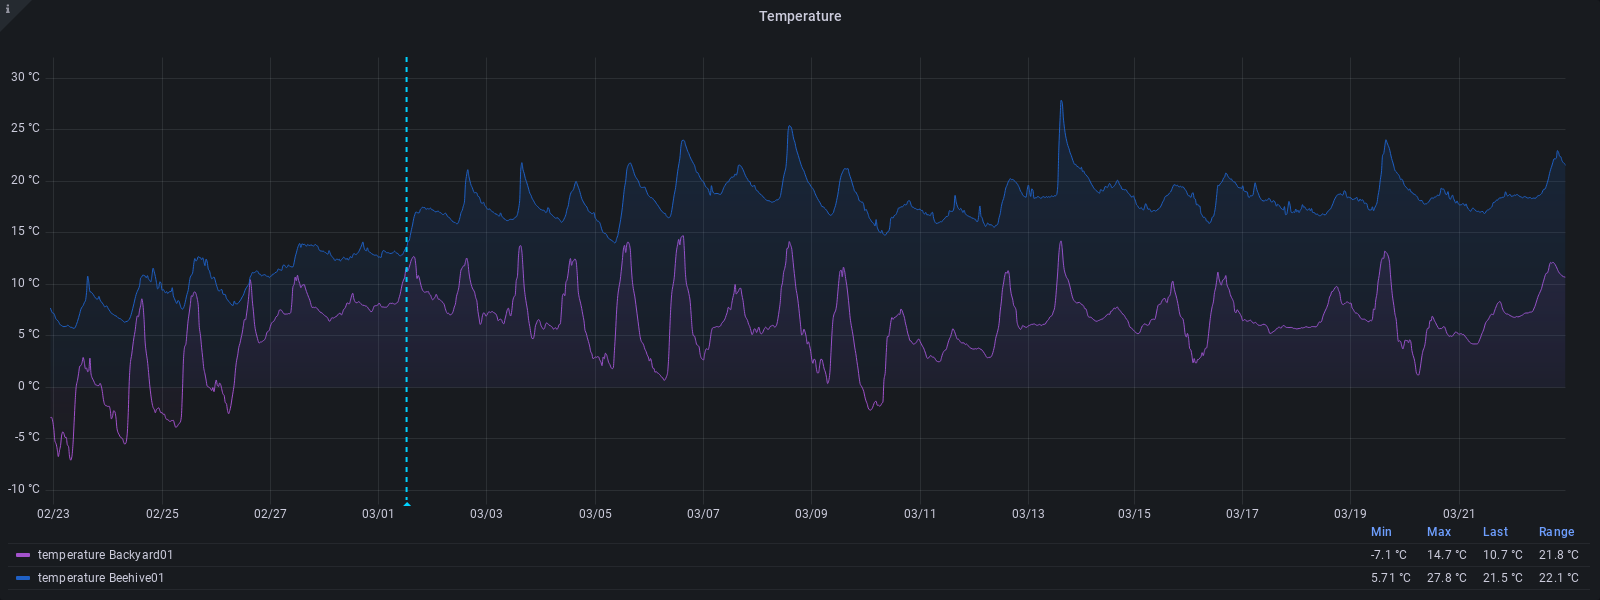 i
Temperature
30 °C
25 °C
20 °C
15 °C
10 °C
5 °C
0 °C
-5 °C
-10 °C
02/23 02/25 02/27 03/01 03/03 03/05 03/07 03/09 03/11 03/13 03/15 03/17 03/19 03/21
Min Max Last Range
temperature Backyard01 -7.1 °C 14.7 °C 10.7 °C 21.8 °C
temperature Beehive01 5.71 °C 27.8 °C 21.5 °C 22.1 °C